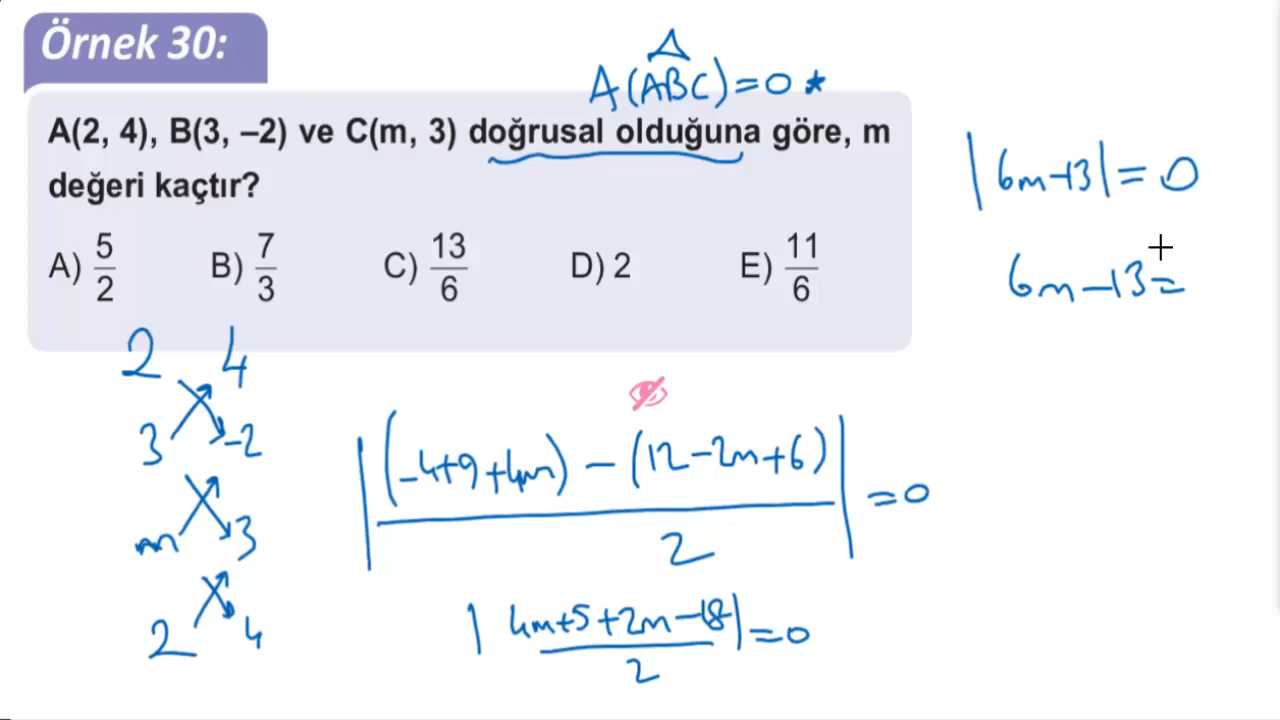 Örnek 30:
A(ABC)=0 *
A(2, 4), B(3, –2) ve C(m, 3) doğrusal olduğuna göre, m
değeri kaçtır?
A) 5/2 B) 7/3 C) 13/6 D) 2 E) 11/6
|6m-13|=0
6m-13=
2 4
3 -2
m 3
2 4
|(-4+9+4m) - (12-2m+6)| =0
2
|4m+5+2m-18|=0
2